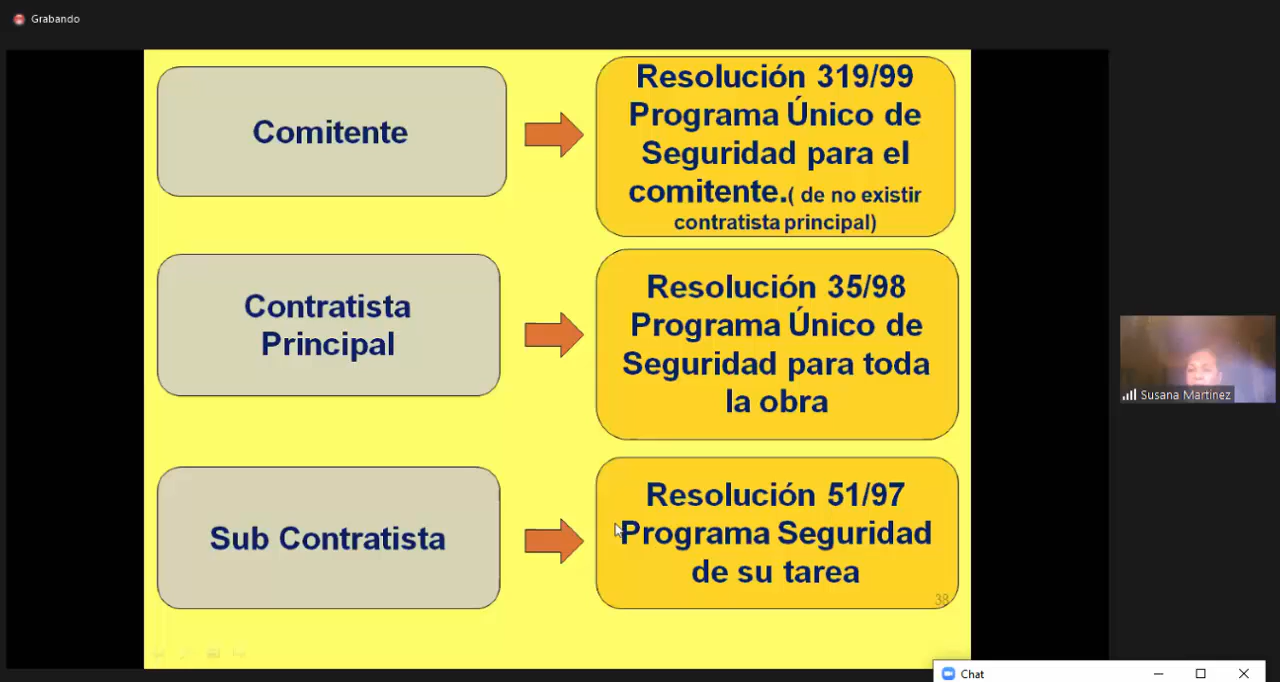 Grabando
Comitente
Resolución 319/99
Programa Único de
Seguridad para el
comitente.( de no existir
contratista principal)
Contratista
Principal
Resolución 35/98
Programa Único de
Seguridad para toda
la obra
Sub Contratista
Resolución 51/97
Programa Seguridad
de su tarea
38
Susana Martinez
Chat